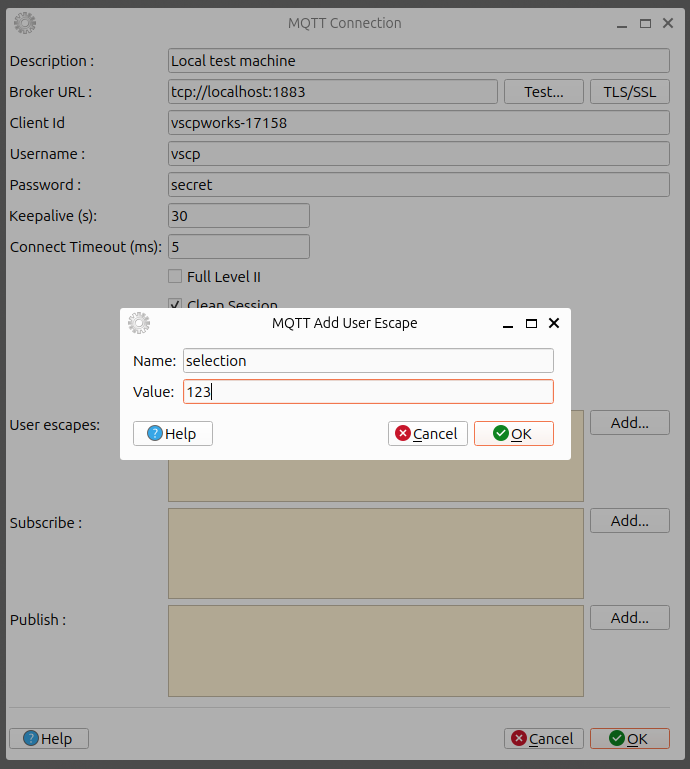 MQTT Connection
Description :
Local test machine
Broker URL :
tcp://localhost:1883
Test...
TLS/SSL
Client Id
vscpworks-17158
Username :
vscp
Password :
secret
Keepalive (s):
30
Connect Timeout (ms):
5
Full Level II
Clean Session
MQTT Add User Escape
Name:
selection
Value:
123
Help
Cancel
OK
User escapes:
Add...
Subscribe :
Add...
Publish :
Add...
Help
Cancel
OK